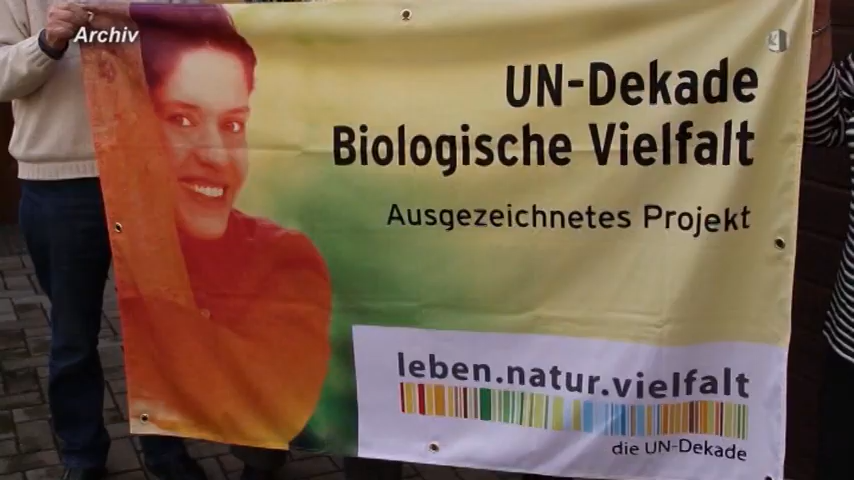 Archiv
UN-Dekade
Biologische Vielfalt
Ausgezeichnetes Projekt
leben.natur.vielfalt
die UN-Dekade